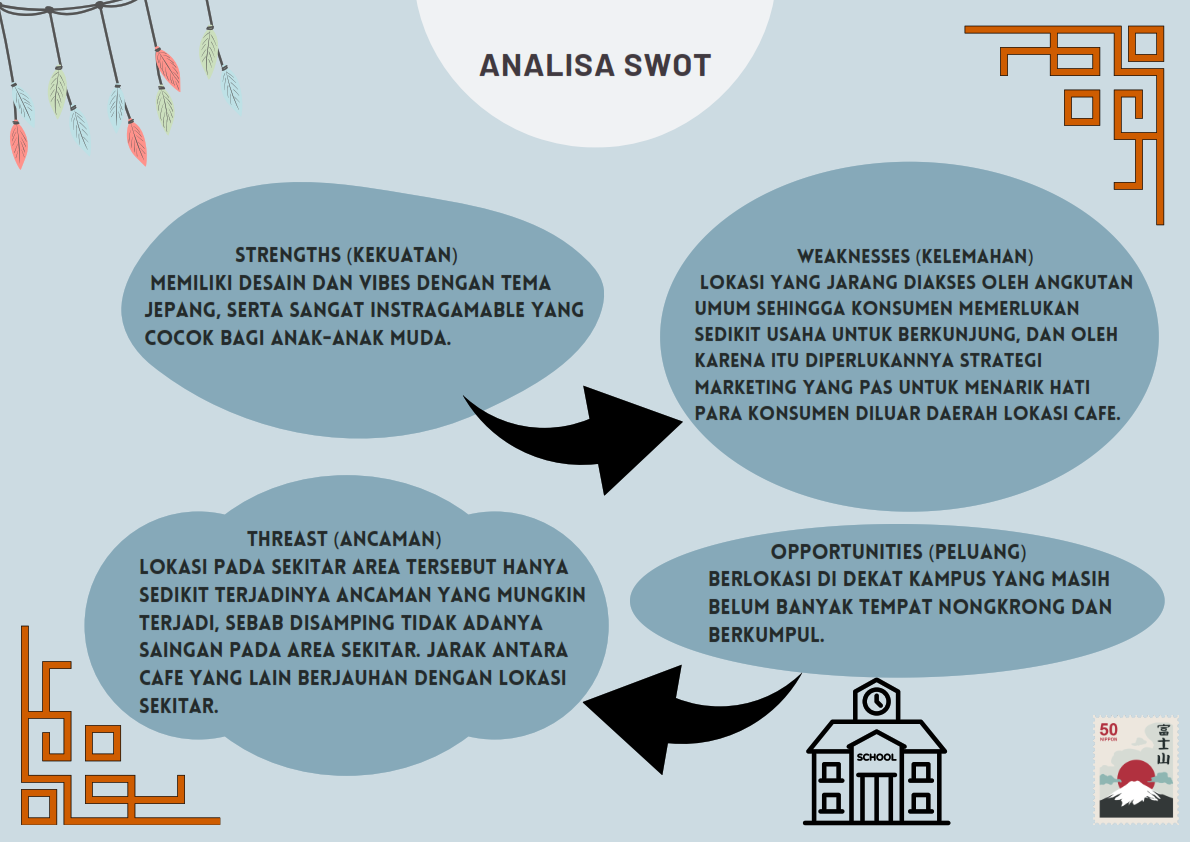 ANALISA SWOT
STRENGTHS (KEKUATAN)
MEMILIKI DESAIN DAN VIBES DENGAN TEMA
JEPANG, SERTA SANGAT INSTRAGAMABLE YANG
COCOK BAGI ANAK-ANAK MUDA.
WEAKNESSES (KELEMAHAN)
LOKASI YANG JARANG DIAKSES OLEH ANGKUTAN
UMUM SEHINGGA KONSUMEN MEMERLUKAN
SEDIKIT USAHA UNTUK BERKUNJUNG, DAN OLEH
KARENA ITU DIPERLUKANNYA STRATEGI
MARKETING YANG PAS UNTUK MENARIK HATI
PARA KONSUMEN DILUAR DAERAH LOKASI CAFE.
THREAST (ANCAMAN)
LOKASI PADA SEKITAR AREA TERSEBUT HANYA
SEDIKIT TERJADINYA ANCAMAN YANG MUNGKIN
TERJADI, SEBAB DISAMPING TIDAK ADANYA
SAINGAN PADA AREA SEKITAR. JARAK ANTARA
CAFE YANG LAIN BERJAUHAN DENGAN LOKASI
SEKITAR.
OPPORTUNITIES (PELUANG)
BERLOKASI DI DEKAT KAMPUS YANG MASIH
BELUM BANYAK TEMPAT NONGKRONG DAN
BERKUMPUL.
SCHOOL
50
NIPPON
富士山